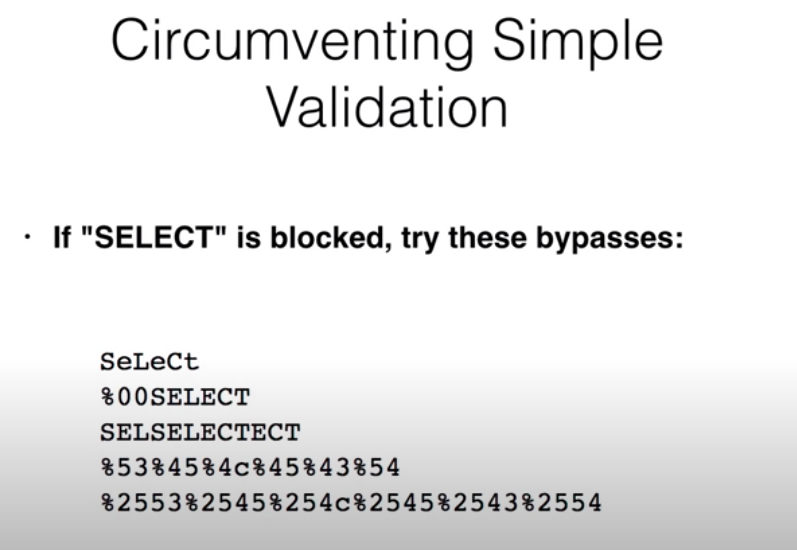 Circumventing Simple
Validation
· If "SELECT" is blocked, try these bypasses:
SeLeCt
%00SELECT
SELSELECTECT
%53%45%4c%45%43%54
%2553%2545%254c%2545%2543%2554